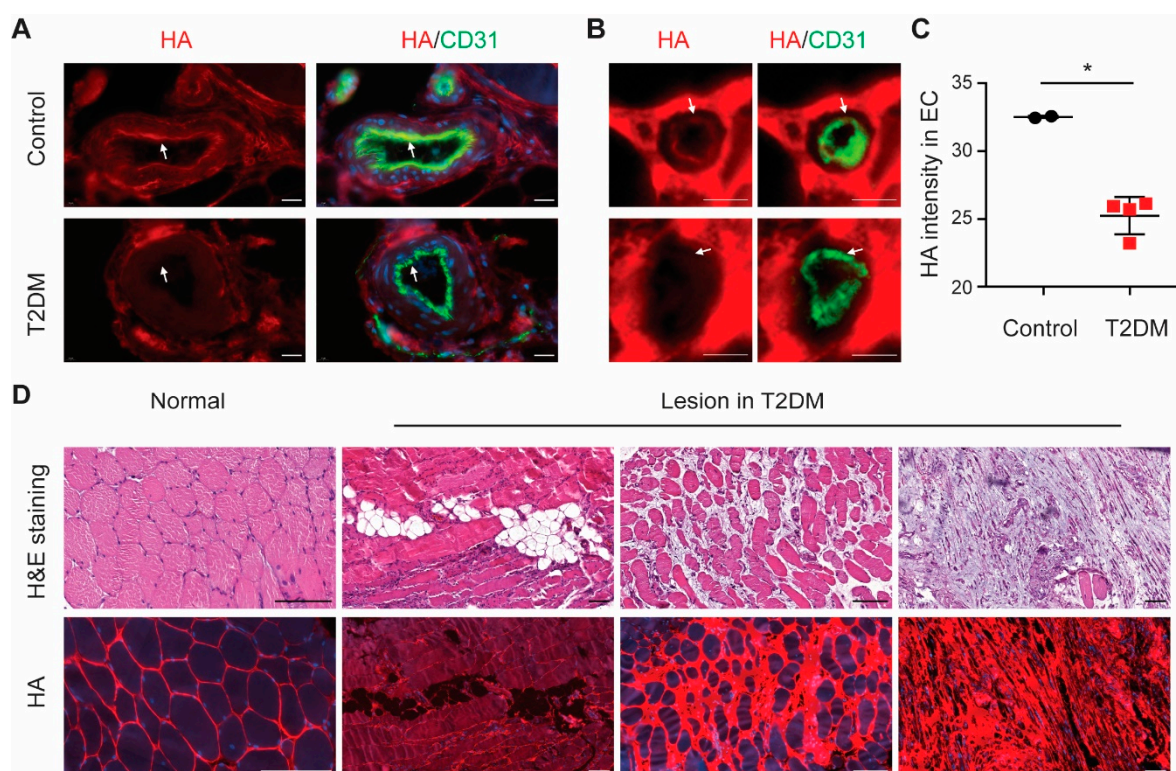 A
HA
HA/CD31
Control
T2DM
B
HA
HA/CD31
C
*
HA intensity in EC
35
30
25
20
Control
T2DM
D
Normal
Lesion in T2DM
H&E staining
HA